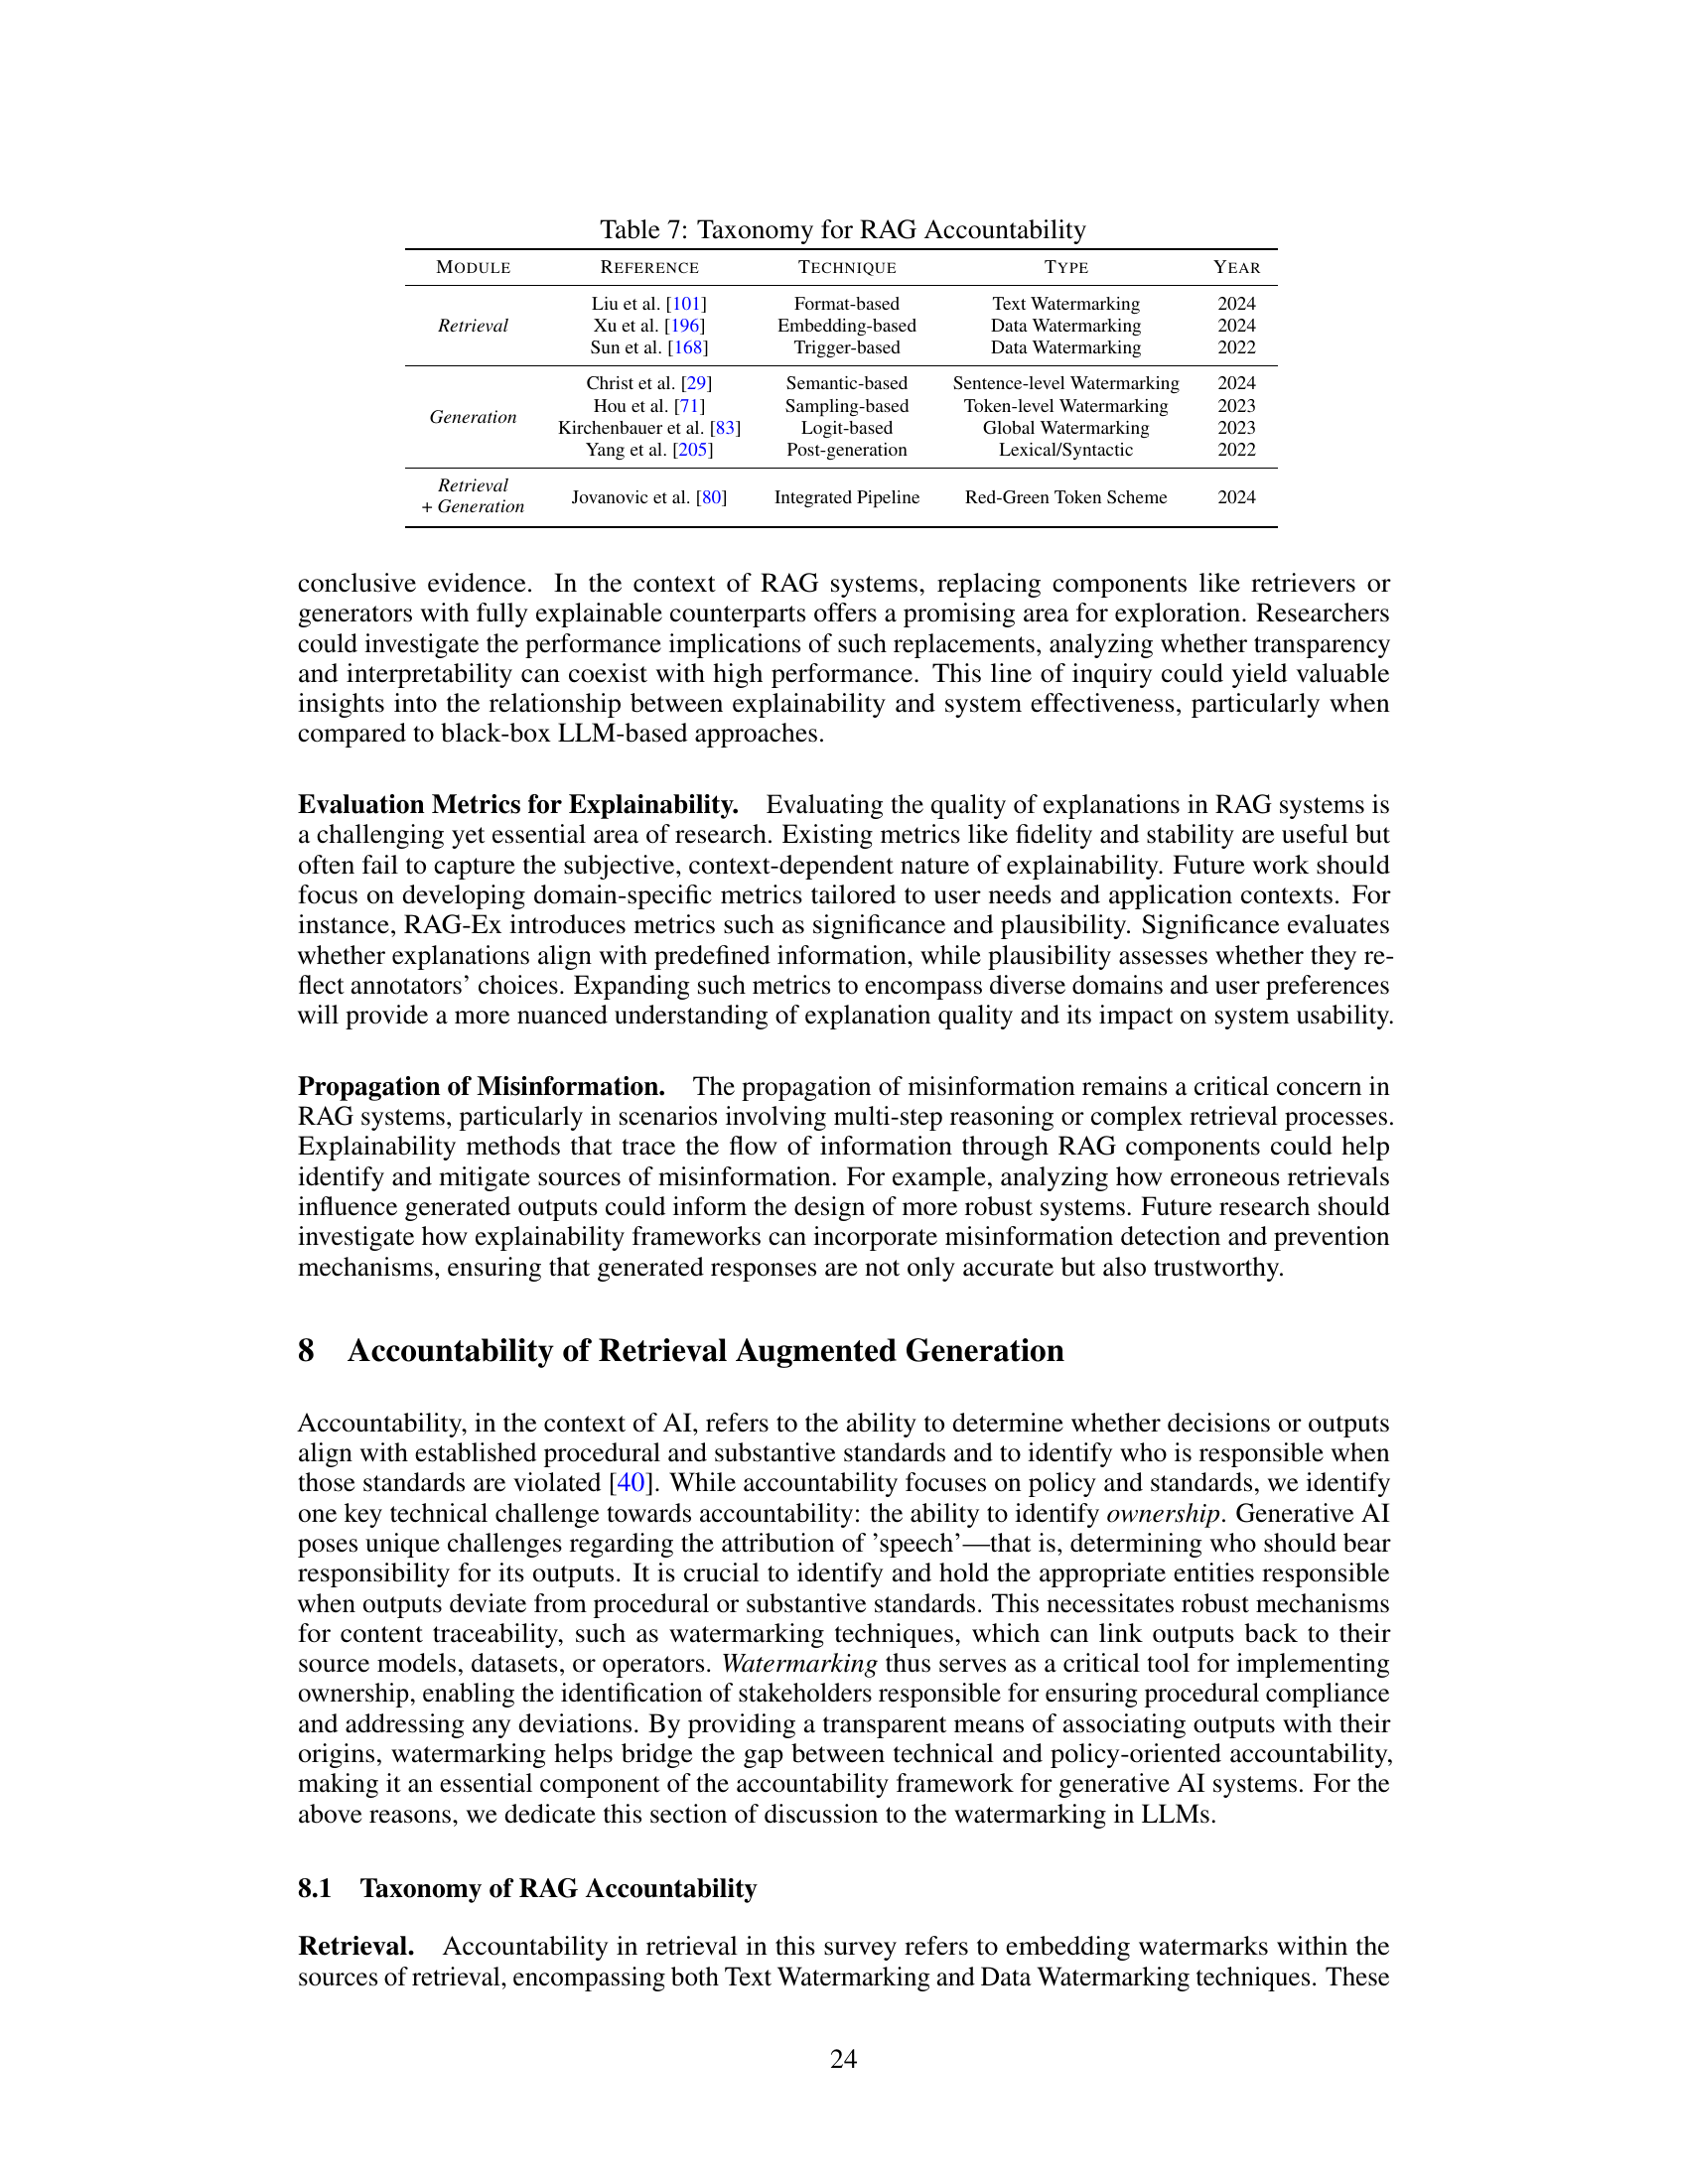 Table 7: Taxonomy for RAG Accountability
MODULE REFERENCE TECHNIQUE TYPE YEAR
Retrieval
Liu et al. [101] Format-based Text Watermarking 2024
Xu et al. [196] Embedding-based Data Watermarking 2024
Sun et al. [168] Trigger-based Data Watermarking 2022
Generation
Christ et al. [29] Semantic-based Sentence-level Watermarking 2024
Hou et al. [71] Sampling-based Token-level Watermarking 2023
Kirchenbauer et al. [83] Logit-based Global Watermarking 2023
Yang et al. [205] Post-generation Lexical/Syntactic 2022
Retrieval
+ Generation
Jovanovic et al. [80] Integrated Pipeline Red-Green Token Scheme 2024
conclusive evidence. In the context of RAG systems, replacing components like retrievers or
generators with fully explainable counterparts offers a promising area for exploration. Researchers
could investigate the performance implications of such replacements, analyzing whether transparency
and interpretability can coexist with high performance. This line of inquiry could yield valuable
insights into the relationship between explainability and system effectiveness, particularly when
compared to black-box LLM-based approaches.
Evaluation Metrics for Explainability. Evaluating the quality of explanations in RAG systems is
a challenging yet essential area of research. Existing metrics like fidelity and stability are useful but
often fail to capture the subjective, context-dependent nature of explainability. Future work should
focus on developing domain-specific metrics tailored to user needs and application contexts. For
instance, RAG-Ex introduces metrics such as significance and plausibility. Significance evaluates
whether explanations align with predefined information, while plausibility assesses whether they re-
flect annotators’ choices. Expanding such metrics to encompass diverse domains and user preferences
will provide a more nuanced understanding of explanation quality and its impact on system usability.
Propagation of Misinformation. The propagation of misinformation remains a critical concern in
RAG systems, particularly in scenarios involving multi-step reasoning or complex retrieval processes.
Explainability methods that trace the flow of information through RAG components could help
identify and mitigate sources of misinformation. For example, analyzing how erroneous retrievals
influence generated outputs could inform the design of more robust systems. Future research should
investigate how explainability frameworks can incorporate misinformation detection and prevention
mechanisms, ensuring that generated responses are not only accurate but also trustworthy.
8 Accountability of Retrieval Augmented Generation
Accountability, in the context of AI, refers to the ability to determine whether decisions or outputs
align with established procedural and substantive standards and to identify who is responsible when
those standards are violated [40]. While accountability focuses on policy and standards, we identify
one key technical challenge towards accountability: the ability to identify ownership. Generative AI
poses unique challenges regarding the attribution of ’speech’—that is, determining who should bear
responsibility for its outputs. It is crucial to identify and hold the appropriate entities responsible
when outputs deviate from procedural or substantive standards. This necessitates robust mechanisms
for content traceability, such as watermarking techniques, which can link outputs back to their
source models, datasets, or operators. Watermarking thus serves as a critical tool for implementing
ownership, enabling the identification of stakeholders responsible for ensuring procedural compliance
and addressing any deviations. By providing a transparent means of associating outputs with their
origins, watermarking helps bridge the gap between technical and policy-oriented accountability,
making it an essential component of the accountability framework for generative AI systems. For the
above reasons, we dedicate this section of discussion to the watermarking in LLMs.
8.1 Taxonomy of RAG Accountability
Retrieval. Accountability in retrieval in this survey refers to embedding watermarks within the
sources of retrieval, encompassing both Text Watermarking and Data Watermarking techniques. These
24